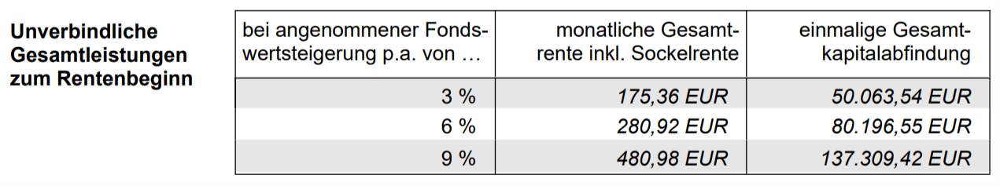 Unverbindliche
Gesamtleistungen
zum Rentenbeginn
bei angenommener Fonds-
wertsteigerung p.a. von …
monatliche Gesamt-
rente inkl. Sockelrente
einmalige Gesamt-
kapitalabfindung
3 % 175,36 EUR 50.063,54 EUR
6 % 280,92 EUR 80.196,55 EUR
9 % 480,98 EUR 137.309,42 EUR